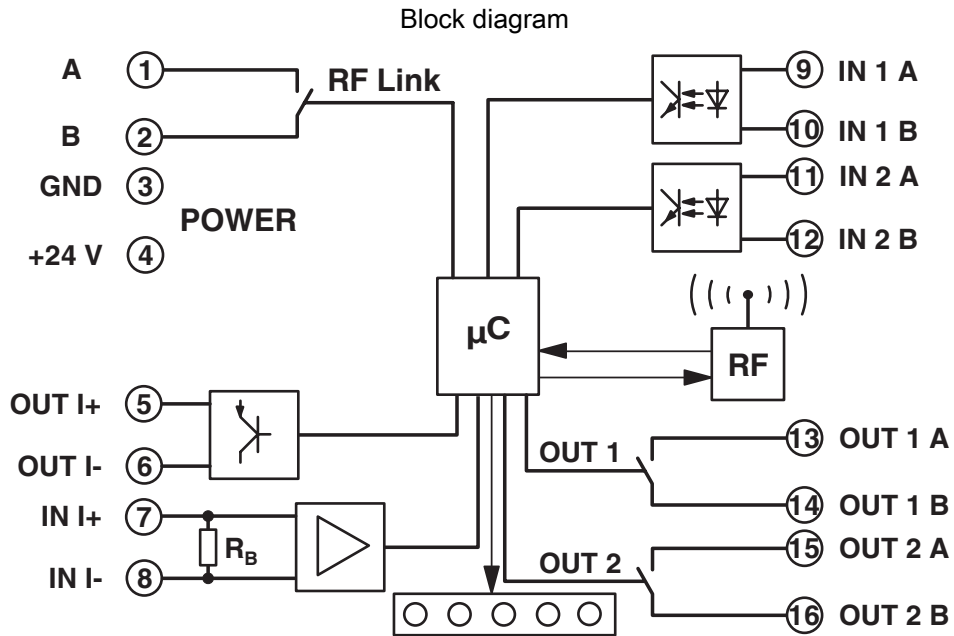 Block diagram
A 1
RF Link
B 2
GND 3
POWER
+24 V 4
OUT I+ 5
OUT I- 6
IN I+ 7
RB
IN I- 8
µC
RF
9 IN 1 A
10 IN 1 B
11 IN 2 A
12 IN 2 B
OUT 1
13 OUT 1 A
14 OUT 1 B
OUT 2
15 OUT 2 A
16 OUT 2 B